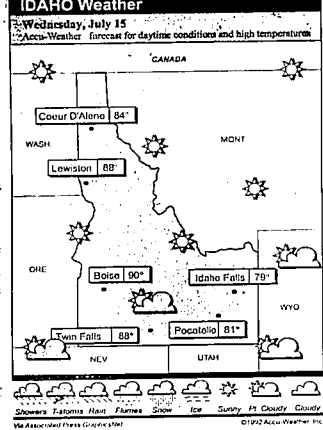 IDAHO Weather
Wednesday, July 15
Accu-Weather forecast for daytime conditions and high temperatures
CANADA
Coeur D'Alene 84°
WASH.
MONT
Lewiston 88°
ORE
Boise 90°
Idaho Falls 79°
WYO
Twin Falls 88°
Pocatello 81°
NEV
UTAH
Showers T-storms Rain Flurries Snow Ice Sunny Pt Cloudy Cloudy
Via Associated Press GraphicsNet ©1992 Accu-Weather, Inc.